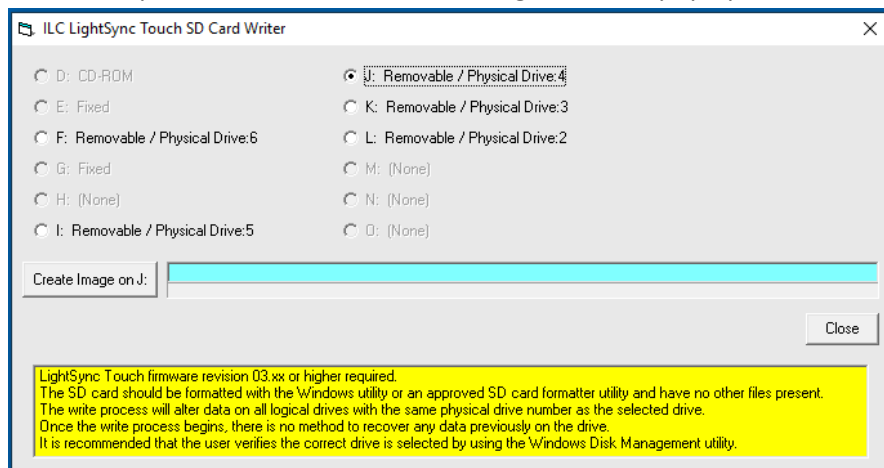 ILC LightSync Touch SD Card Writer
D: CD-ROM
J: Removable / Physical Drive:4
E: Fixed
K: Removable / Physical Drive:3
F: Removable / Physical Drive:6
L: Removable / Physical Drive:2
G: Fixed
M: (None)
H: (None)
N: (None)
I: Removable / Physical Drive:5
O: (None)
Create Image on J:
Close
LightSync Touch firmware revision 03.xx or higher required.
The SD card should be formatted with the Windows utility or an approved SD card formatter utility and have no other files present.
The write process will alter data on all logical drives with the same physical drive number as the selected drive.
Once the write process begins, there is no method to recover any data previously on the drive.
It is recommended that the user verifies the correct drive is selected by using the Windows Disk Management utility.